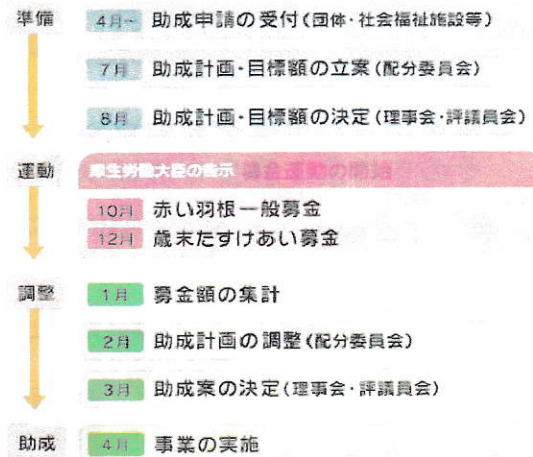 準備 4月~ 助成申請の受付(団体・社会福祉施設等)
7月 助成計画・目標額の立案(配分委員会)
8月 助成計画・目標額の決定(理事会・評議員会)
運動 厚生労働大臣の告示 募金運動の開始
10月 赤い羽根一般募金
12月 歳末たすけあい募金
調整 1月 募金額の集計
2月 助成計画の調整(配分委員会)
3月 助成案の決定(理事会・評議員会)
助成 4月 事業の実施